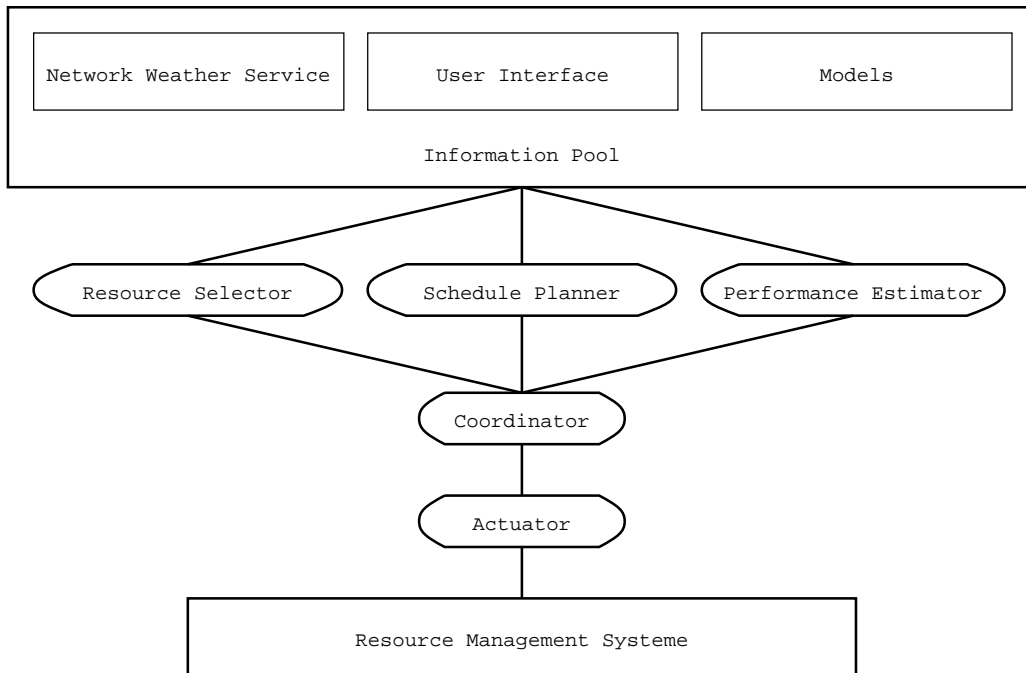 Network Weather Service
User Interface
Models
Information Pool
Resource Selector
Schedule Planner
Performance Estimator
Coordinator
Actuator
Resource Management Systeme